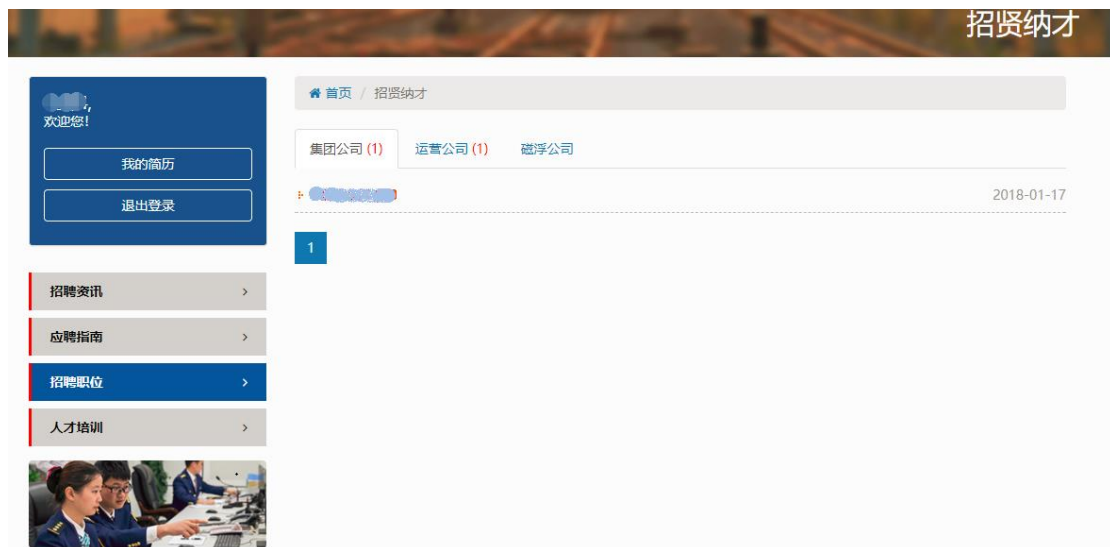 招贤纳才
欢迎您!
我的简历
退出登录
首页 / 招贤纳才
集团公司 (1) 运营公司 (1) 磁浮公司
2018-01-17
1
招聘资讯
应聘指南
招聘职位
人才培训